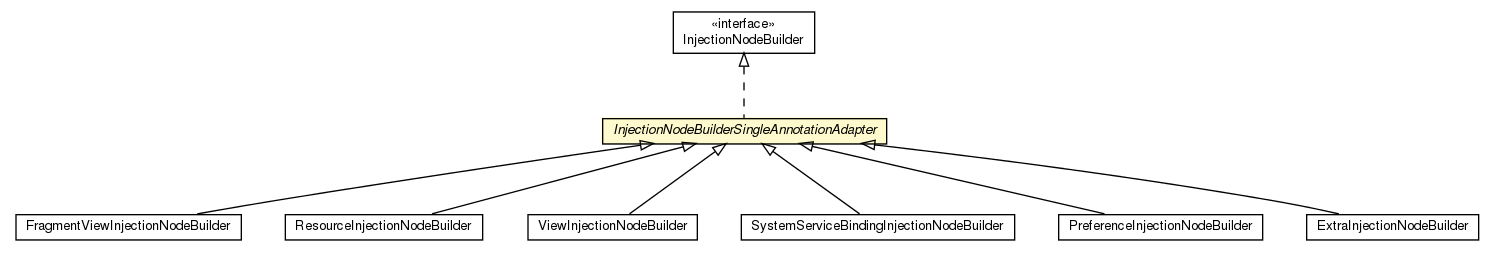 «interface»
InjectionNodeBuilder
InjectionNodeBuilderSingleAnnotationAdapter
FragmentViewInjectionNodeBuilder
ResourceInjectionNodeBuilder
ViewInjectionNodeBuilder
SystemServiceBindingInjectionNodeBuilder
PreferenceInjectionNodeBuilder
ExtraInjectionNodeBuilder